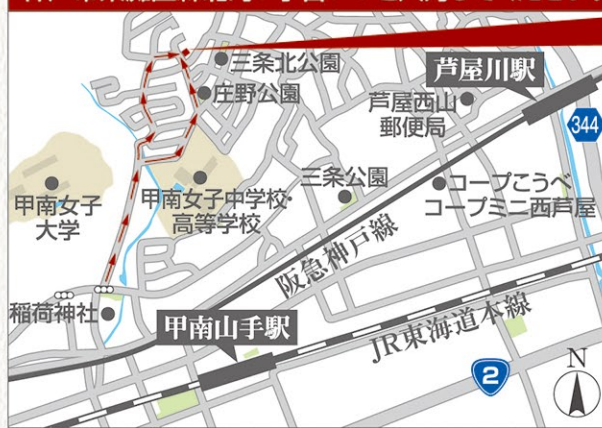 三条北公園
芦屋川駅
庄野公園
芦屋西山
郵便局
344
甲南女子
大学
甲南女子中学校・
高等学校
三条公園
コープこうべ
コープミニ西芦屋
阪急神戸線
稲荷神社
甲南山手駅
JR東海道本線
2
N